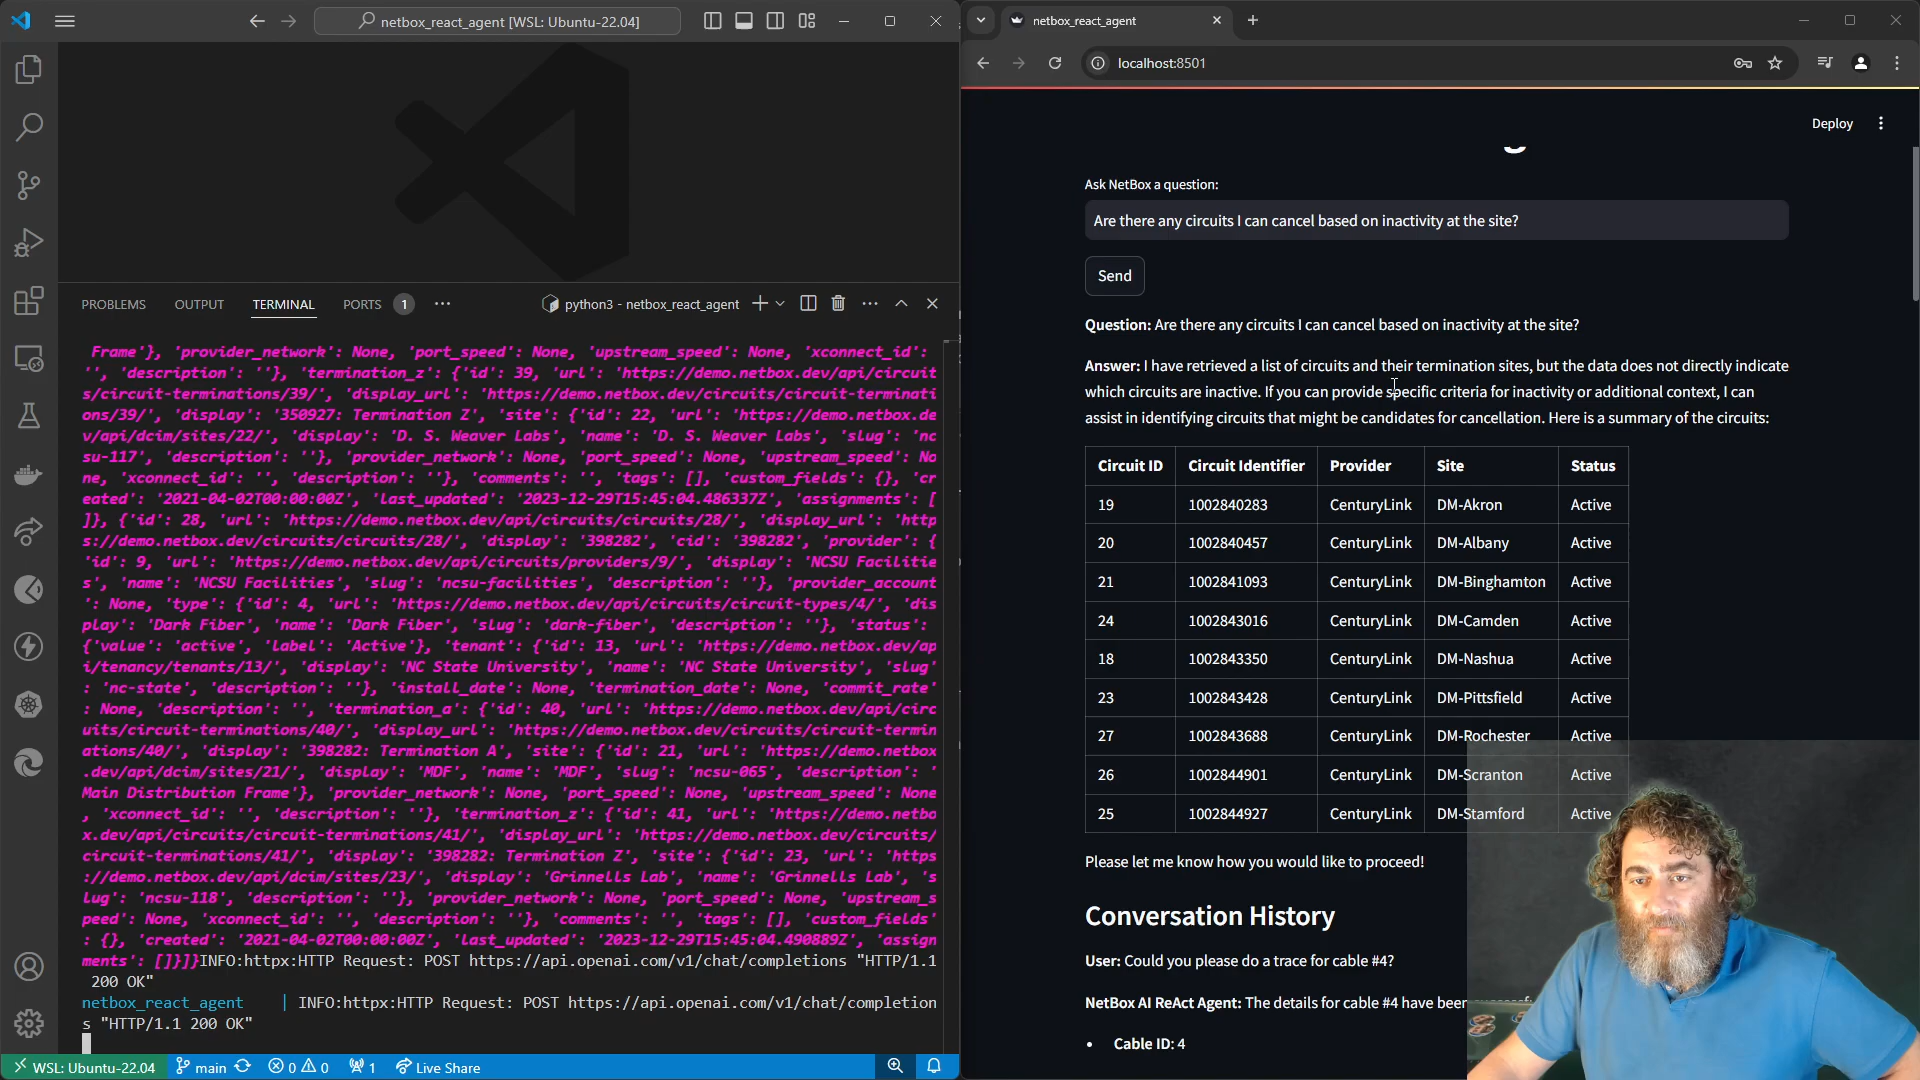 netbox_react_agent [WSL: Ubuntu-22.04]
PROBLEMS OUTPUT TERMINAL PORTS 1 ··· python3 - netbox_react_agent
Frame'}, 'provider_network': None, 'port_speed': None, 'upstream_speed': None, 'xconnect_id':
'', 'description': ''}, 'termination_z': {'id': 39, 'url': 'https://demo.netbox.dev/api/circuit
s/circuit-terminations/39/', 'display_url': 'https://demo.netbox.dev/circuits/circuit-terminati
ons/39/', 'display': '350927: Termination Z', 'site': {'id': 22, 'url': 'https://demo.netbox.de
v/api/dcim/sites/22/', 'display': 'D. S. Weaver Labs', 'name': 'D. S. Weaver Labs', 'slug': 'nc
su-117', 'description': ''}, 'provider_network': None, 'port_speed': None, 'upstream_speed': No
ne, 'xconnect_id': '', 'description': ''}, 'comments': '', 'tags': [], 'custom_fields': {}, 'cr
eated': '2021-04-02T00:00:00Z', 'last_updated': '2023-12-29T15:45:04.486337Z', 'assignments': [
]}, {'id': 28, 'url': 'https://demo.netbox.dev/api/circuits/circuits/28/', 'display_url': 'http
s://demo.netbox.dev/circuits/circuits/28/', 'display': '398282', 'cid': '398282', 'provider': {
'id': 9, 'url': 'https://demo.netbox.dev/api/circuits/providers/9/', 'display': 'NCSU Facilitie
s', 'name': 'NCSU Facilities', 'slug': 'ncsu-facilities', 'description': ''}, 'provider_account
': None, 'type': {'id': 4, 'url': 'https://demo.netbox.dev/api/circuits/circuit-types/4/', 'dis
play': 'Dark Fiber', 'name': 'Dark Fiber', 'slug': 'dark-fiber', 'description': ''}, 'status':
{'value': 'active', 'label': 'Active'}, 'tenant': {'id': 13, 'url': 'https://demo.netbox.dev/ap
i/tenancy/tenants/13/', 'display': 'NC State University', 'name': 'NC State University', 'slug'
: 'nc-state', 'description': ''}, 'install_date': None, 'termination_date': None, 'commit_rate'
: None, 'description': '', 'termination_a': {'id': 40, 'url': 'https://demo.netbox.dev/api/circ
uits/circuit-terminations/40/', 'display_url': 'https://demo.netbox.dev/circuits/circuit-termin
ations/40/', 'display': '398282: Termination A', 'site': {'id': 21, 'url': 'https://demo.netbox
.dev/api/dcim/sites/21/', 'display': 'MDF', 'name': 'MDF', 'slug': 'ncsu-065', 'description': '
Main Distribution Frame'}, 'provider_network': None, 'port_speed': None, 'upstream_speed': None
, 'xconnect_id': '', 'description': ''}, 'termination_z': {'id': 41, 'url': 'https://demo.netbo
x.dev/api/circuits/circuit-terminations/41/', 'display_url': 'https://demo.netbox.dev/circuits/
circuit-terminations/41/', 'display': '398282: Termination Z', 'site': {'id': 23, 'url': 'https
://demo.netbox.dev/api/dcim/sites/23/', 'display': 'Grinnells Lab', 'name': 'Grinnells Lab', 's
lug': 'ncsu-118', 'description': ''}, 'provider_network': None, 'port_speed': None, 'upstream_s
peed': None, 'xconnect_id': '', 'description': ''}, 'comments': '', 'tags': [], 'custom_fields'
: {}, 'created': '2021-04-02T00:00:00Z', 'last_updated': '2023-12-29T15:45:04.490889Z', 'assign
ments': []}]INFO:httpx:HTTP Request: POST https://api.openai.com/v1/chat/completions "HTTP/1.1
200 OK"
netbox_react_agent | INFO:httpx:HTTP Request: POST https://api.openai.com/v1/chat/completion
s "HTTP/1.1 200 OK"
WSL: Ubuntu-22.04 main 0 0 1 Live Share
netbox_react_agent
localhost:8501
Deploy
Ask NetBox a question:
Are there any circuits I can cancel based on inactivity at the site?
Send
Question: Are there any circuits I can cancel based on inactivity at the site?
Answer: I have retrieved a list of circuits and their termination sites, but the data does not directly indicate
which circuits are inactive. If you can provide specific criteria for inactivity or additional context, I can
assist in identifying circuits that might be candidates for cancellation. Here is a summary of the circuits:
Circuit ID Circuit Identifier Provider Site Status
19 1002840283 CenturyLink DM-Akron Active
20 1002840457 CenturyLink DM-Albany Active
21 1002841093 CenturyLink DM-Binghamton Active
24 1002843016 CenturyLink DM-Camden Active
18 1002843350 CenturyLink DM-Nashua Active
23 1002843428 CenturyLink DM-Pittsfield Active
27 1002843688 CenturyLink DM-Rochester Active
26 1002844901 CenturyLink DM-Scranton Active
25 1002844927 CenturyLink DM-Stamford Active
Please let me know how you would like to proceed!
Conversation History
User: Could you please do a trace for cable #4?
NetBox AI ReAct Agent: The details for cable #4 have been
• Cable ID: 4